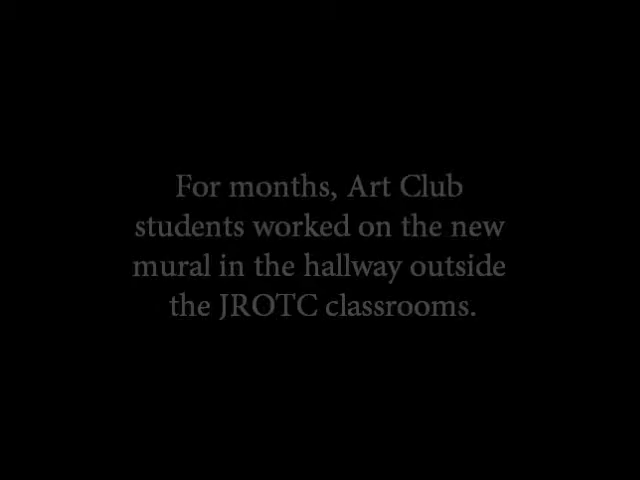 For months, Art Club
students worked on the new
mural in the hallway outside
the JROTC classrooms.